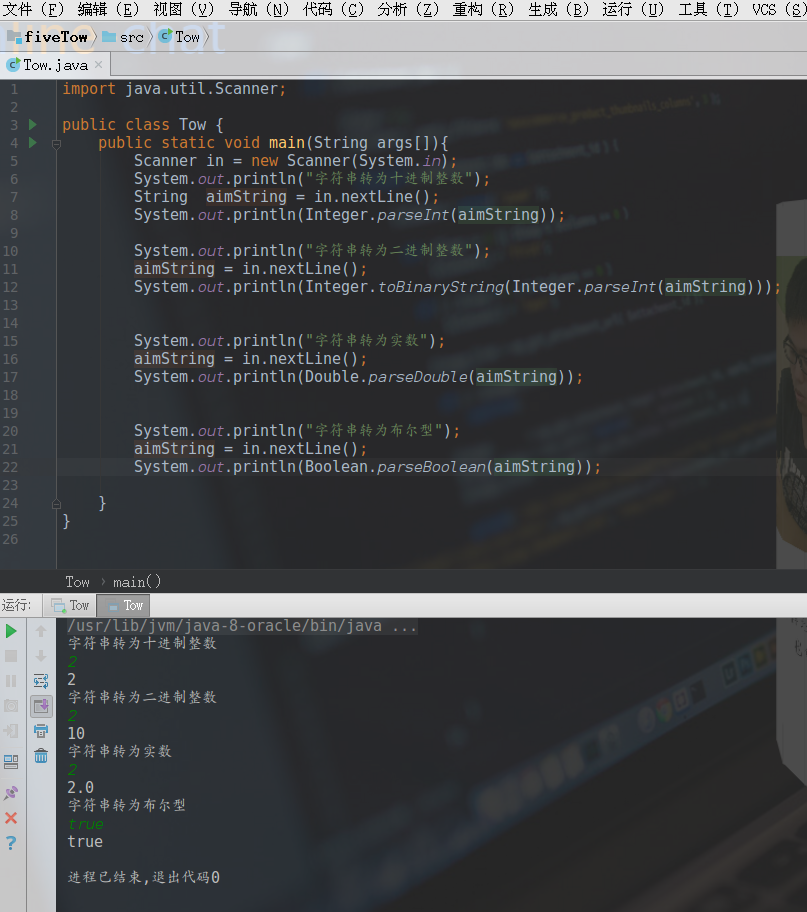 文件 (F) 编辑 (E) 视图 (V) 导航 (N) 代码 (C) 分析 (Z) 重构 (R) 生成 (B) 运行 (U) 工具 (T) VCS (S)
fiveTow src Tow
Tow.java
1 import java.util.Scanner;
2
3 public class Tow {
4 public static void main(String args[]){
5 Scanner in = new Scanner(System.in);
6 System.out.println("字符串转为十进制整数");
7 String aimString = in.nextLine();
8 System.out.println(Integer.parseInt(aimString));
9
10 System.out.println("字符串转为二进制整数");
11 aimString = in.nextLine();
12 System.out.println(Integer.toBinaryString(Integer.parseInt(aimString)));
13
14
15 System.out.println("字符串转为实数");
16 aimString = in.nextLine();
17 System.out.println(Double.parseDouble(aimString));
18
19
20 System.out.println("字符串转为布尔型");
21 aimString = in.nextLine();
22 System.out.println(Boolean.parseBoolean(aimString));
23
24 }
25 }
26
Tow › main()
运行: Tow Tow
/usr/lib/jvm/java-8-oracle/bin/java ...
字符串转为十进制整数
2
2
字符串转为二进制整数
2
10
字符串转为实数
2
2.0
字符串转为布尔型
true
true
进程已结束,退出代码0